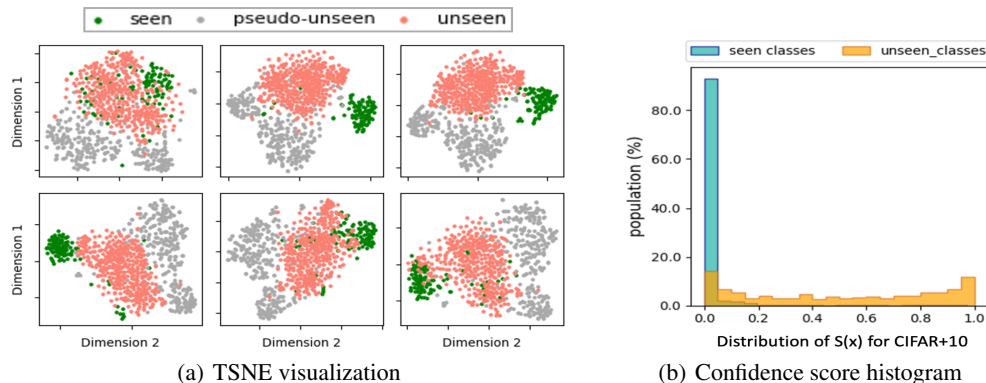 seen pseudo-unseen unseen
Dimension 1
Dimension 1
Dimension 2 Dimension 2 Dimension 2
(a) TSNE visualization
seen classes unseen_classes
population (%)
80.0
60.0
40.0
20.0
0.0
0.0 0.2 0.4 0.6 0.8 1.0
Distribution of S(x) for CIFAR+10
(b) Confidence score histogram